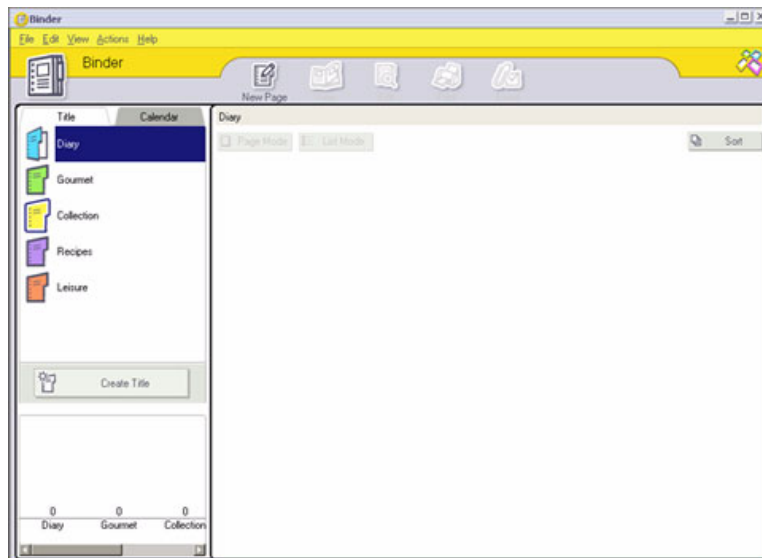 Binder
File Edit View Actions Help
Binder
New Page
Title Calendar
Diary
Page Mode List Mode Sort
Diary
Gourmet
Collection
Recipes
Leisure
Create Title
0 0 0
Diary Gourmet Collection